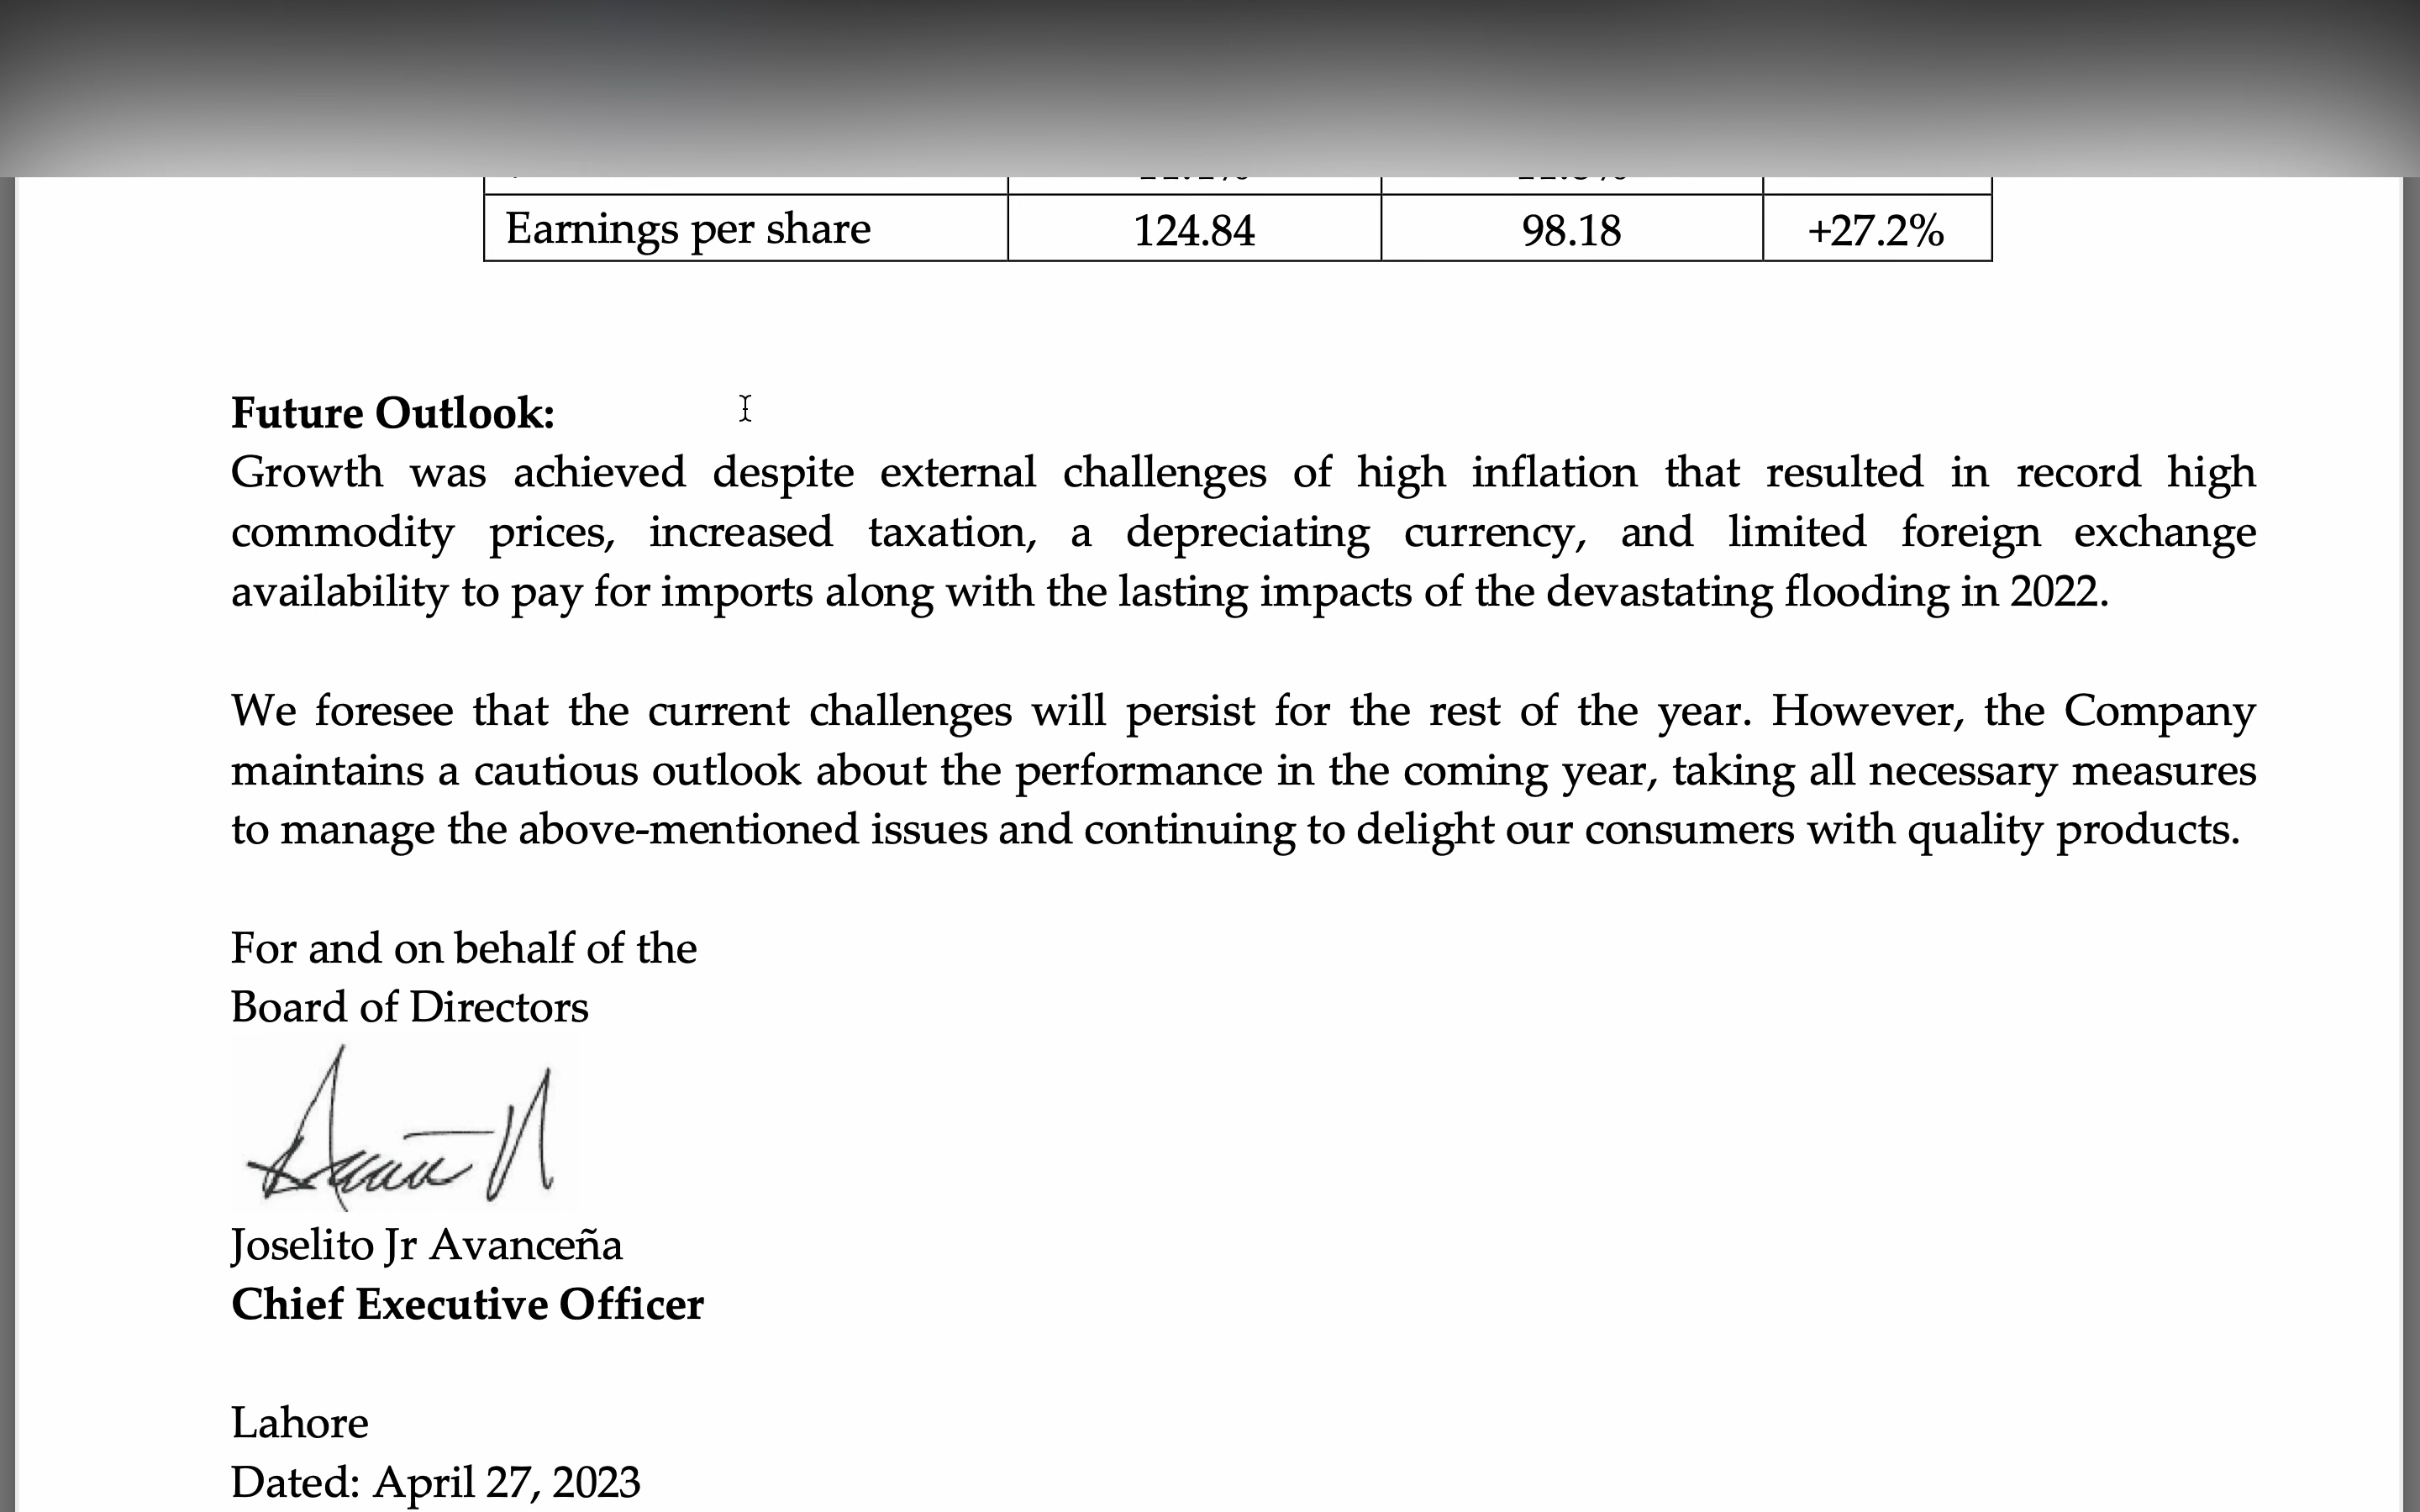 Earnings per share 124.84 98.18 +27.2%
Future Outlook:
Growth was achieved despite external challenges of high inflation that resulted in record high
commodity prices, increased taxation, a depreciating currency, and limited foreign exchange
availability to pay for imports along with the lasting impacts of the devastating flooding in 2022.
We foresee that the current challenges will persist for the rest of the year. However, the Company
maintains a cautious outlook about the performance in the coming year, taking all necessary measures
to manage the above-mentioned issues and continuing to delight our consumers with quality products.
For and on behalf of the
Board of Directors
Joselito Jr Avanceña
Chief Executive Officer
Lahore
Dated: April 27, 2023